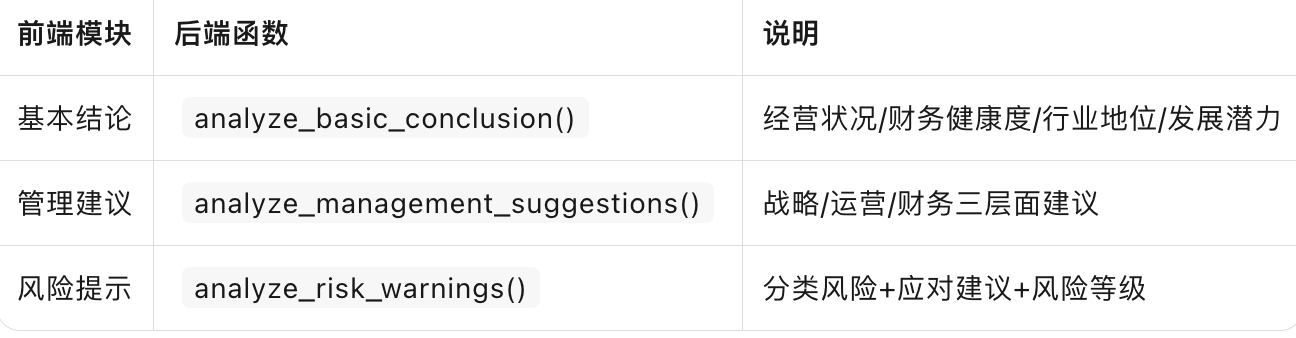 前端模块 后端函数 说明
基本结论 analyze_basic_conclusion() 经营状况/财务健康度/行业地位/发展潜力
管理建议 analyze_management_suggestions() 战略/运营/财务三层面建议
风险提示 analyze_risk_warnings() 分类风险+应对建议+风险等级